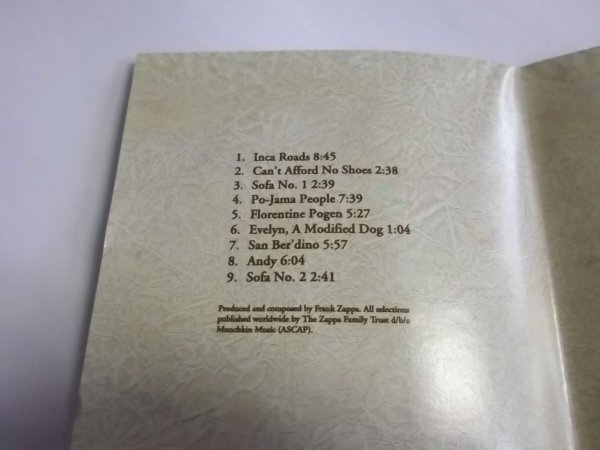 1. Inca Roads 8:45
2. Can't Afford No Shoes 2:38
3. Sofa No. 1 2:39
4. Po-Jama People 7:39
5. Florentine Pogen 5:27
6. Evelyn, A Modified Dog 1:04
7. San Ber'dino 5:57
8. Andy 6:04
9. Sofa No. 2 2:41
Produced and composed by Frank Zappa. All selections
published worldwide by The Zappa Family Trust d/b/a
Munchkin Music (ASCAP).